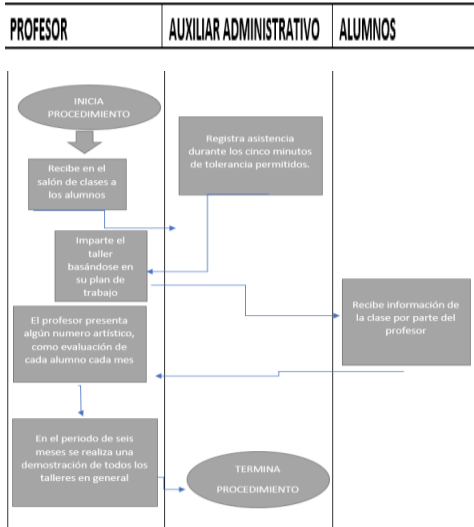 PROFESOR
AUXILIAR ADMINISTRATIVO
ALUMNOS
INICIA
PROCEDIMIENTO
Recibe en el
salón de clases a
los alumnos
Registra asistencia
durante los cinco minutos
de tolerancia permitidos.
Imparte el
taller
basándose en
su plan de
trabajo
Recibe información de
la clase por parte del
profesor
El profesor presenta
algún numero artístico,
como evaluación de
cada alumno cada mes
En el periodo de seis
meses se realiza una
demostración de todos los
talleres en general
TERMINA
PROCEDIMIENTO